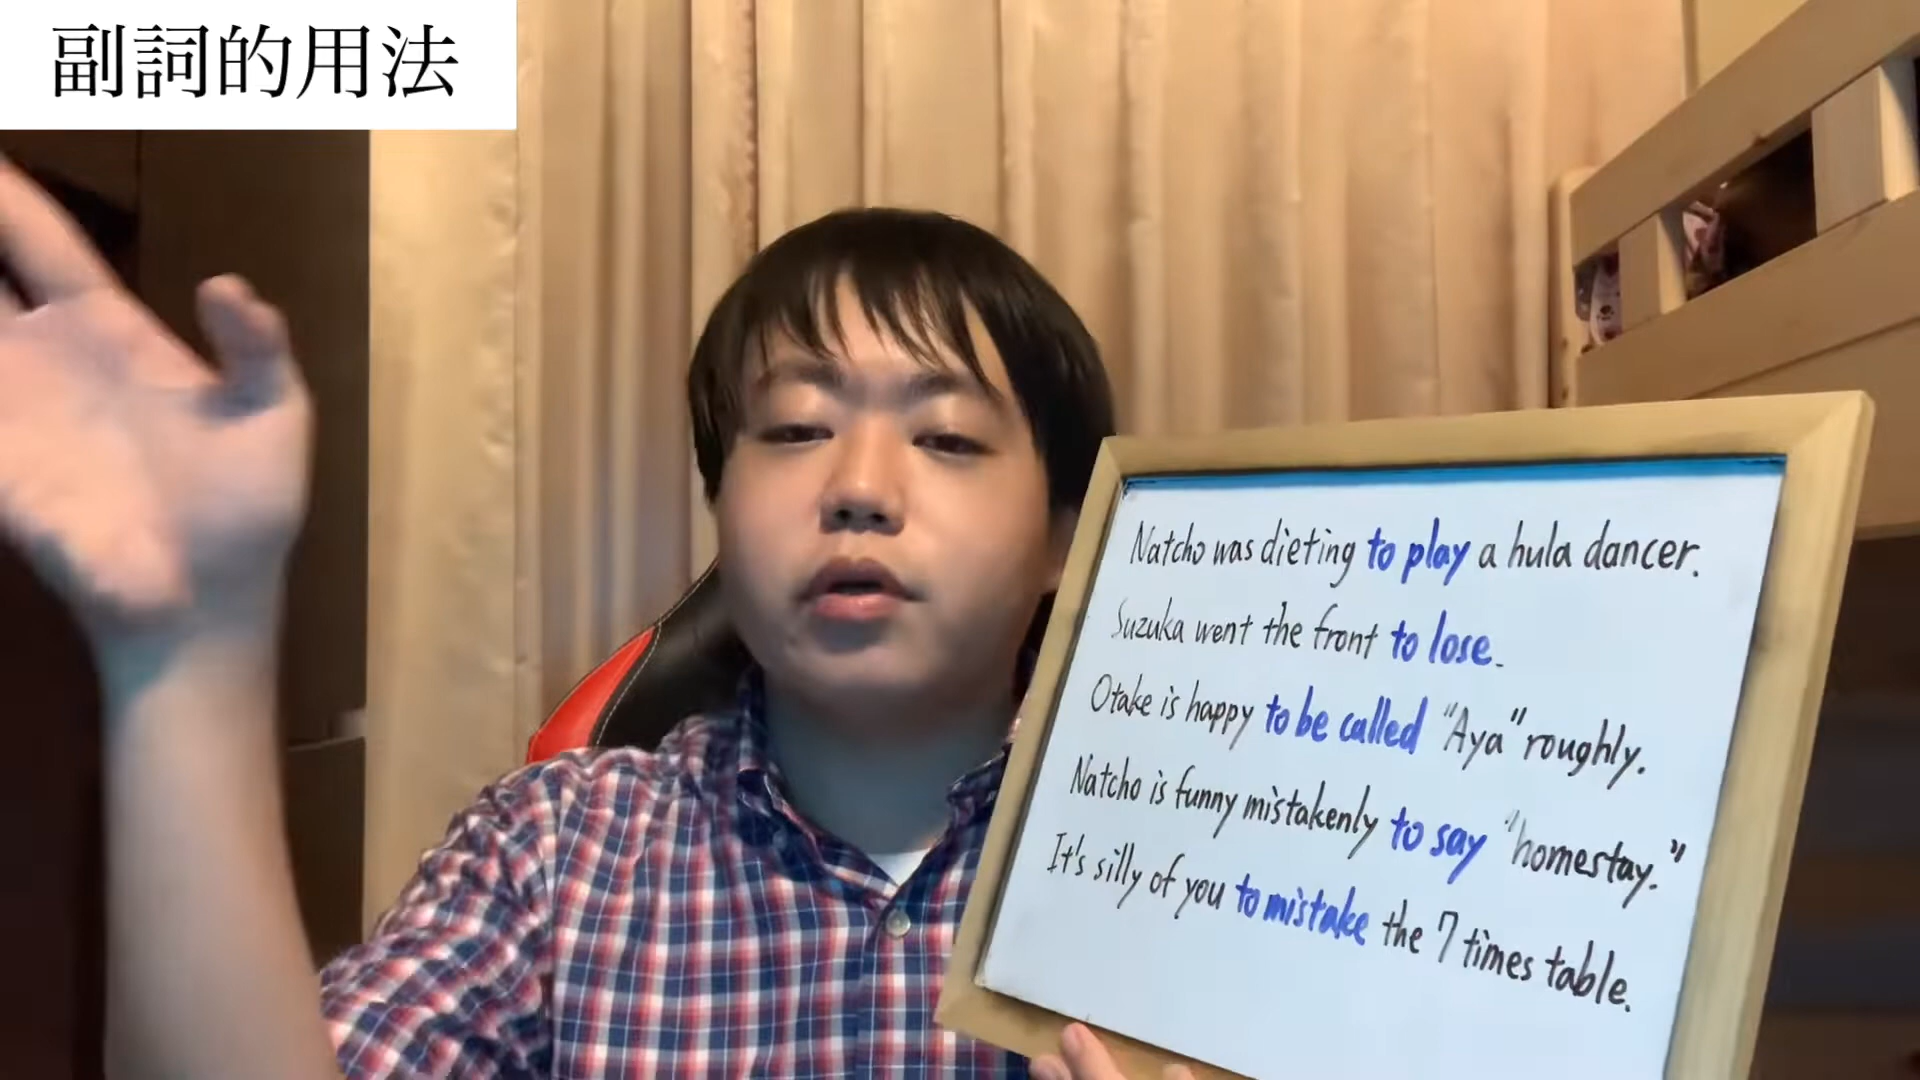 副詞的用法
Natcho was dieting to play a hula dancer.
Suzuka went the front to lose.
Otake is happy to be called "Aya" roughly.
Natcho is funny mistakenly to say "homestay."
It's silly of you to mistake the 7 times table.